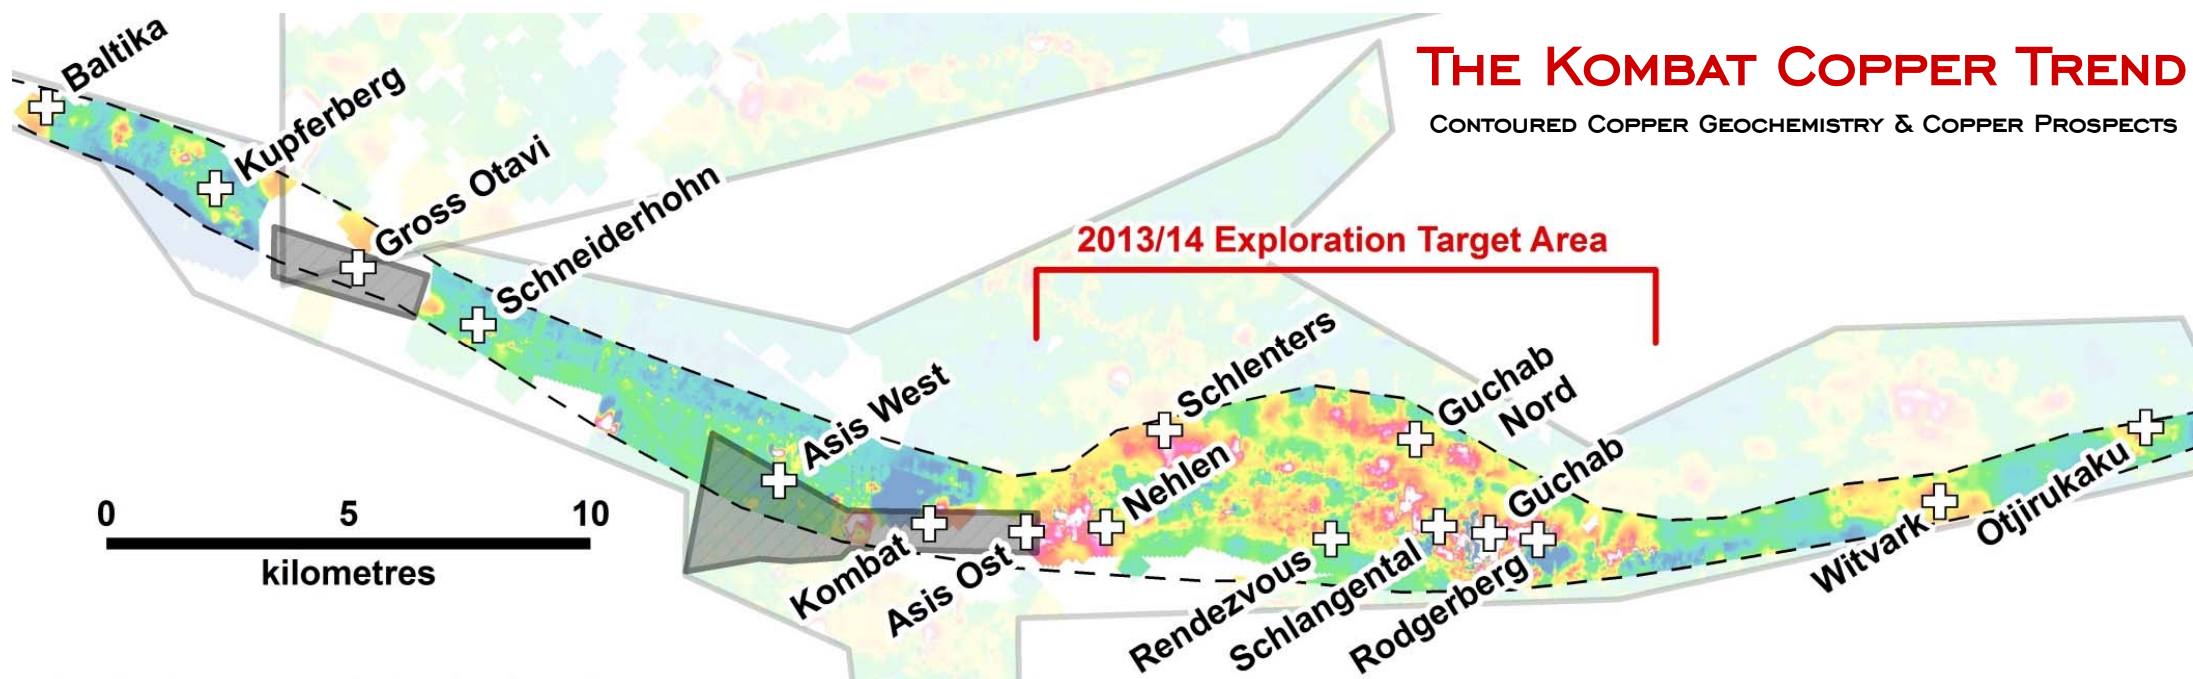 THE KOMBAT COPPER TREND
CONTOURED COPPER GEOCHEMISTRY & COPPER PROSPECTS
Baltika
Kupferberg
Gross Otavi
Schneiderhohn
2013/14 Exploration Target Area
Asis West
Schlenters
Guchab
Nord
Nehlen
Guchab
Kombat
Asis Ost
Rendezvous
Schlangental
Rodgerberg
Witvark
Otjirukaku
0 5 10
kilometres